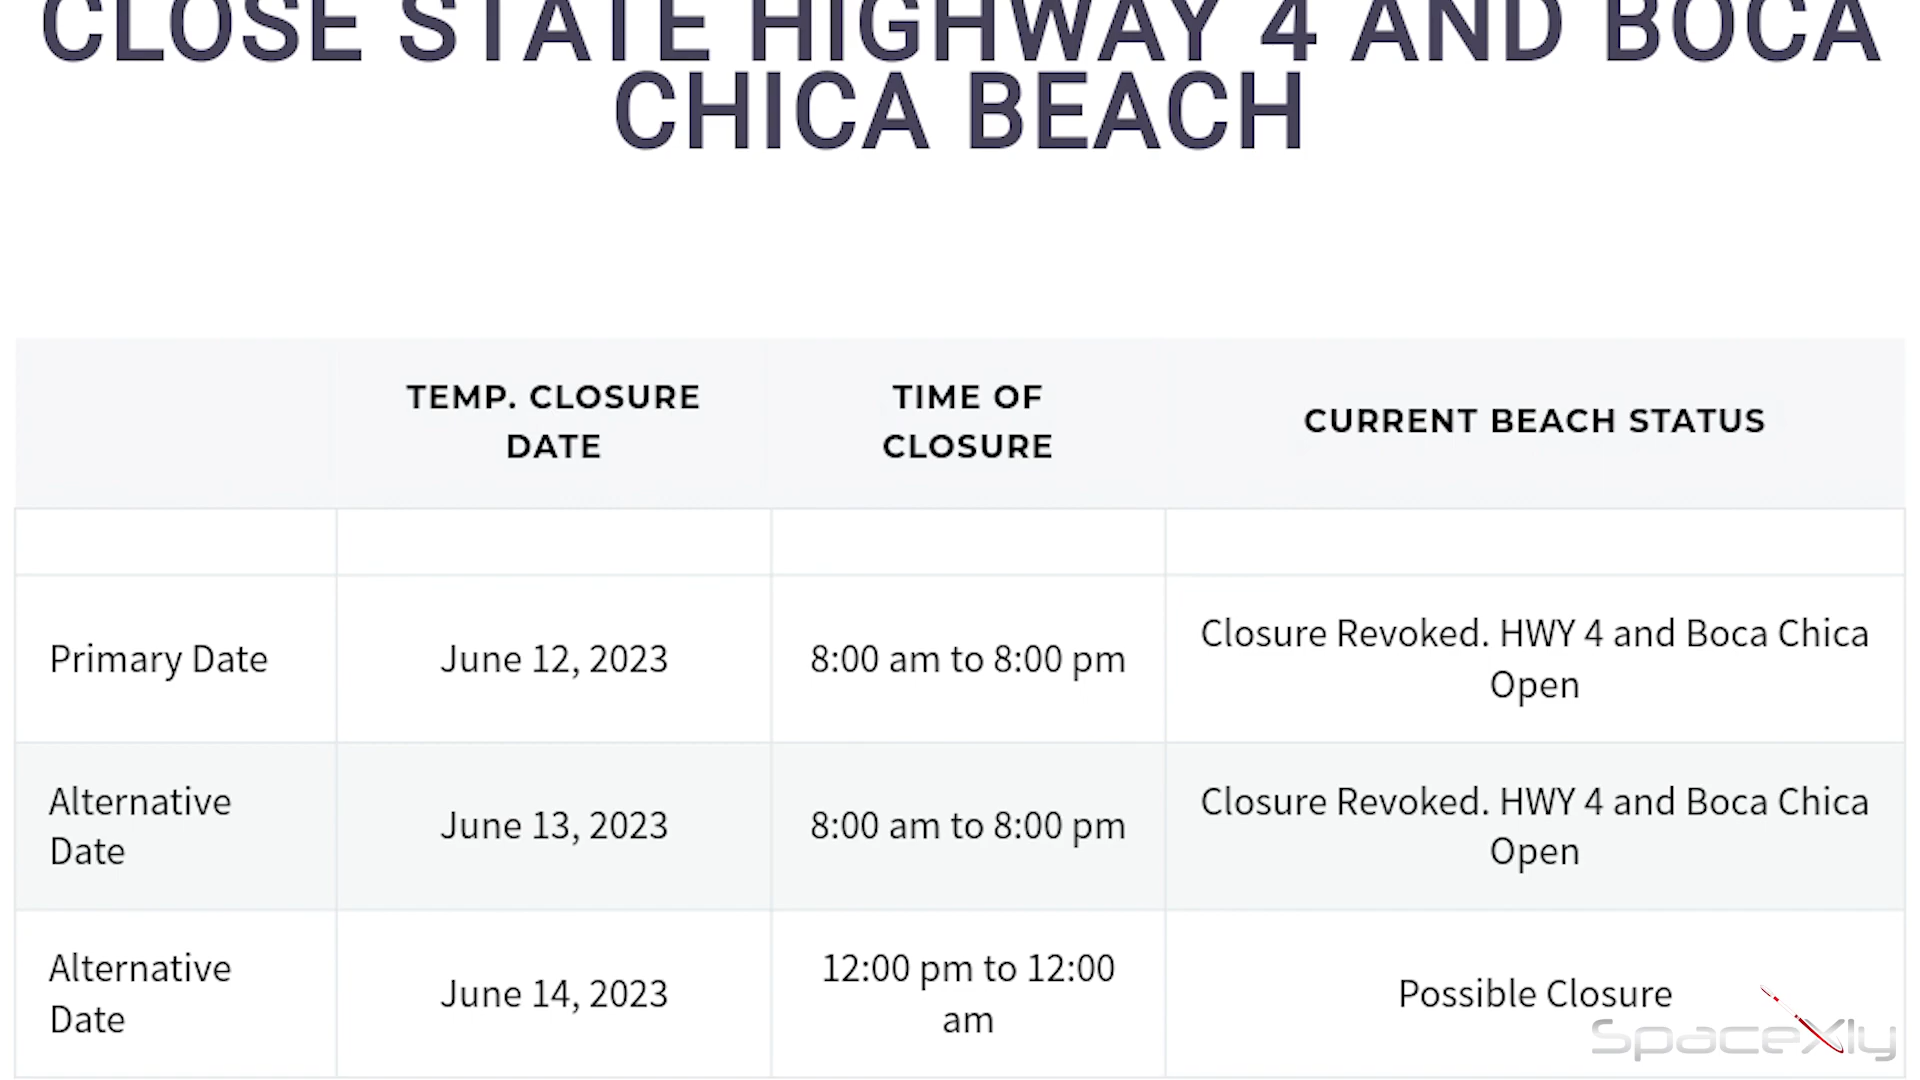 CLOSE STATE HIGHWAY 4 AND BOCA
CHICA BEACH
TEMP. CLOSURE
DATE
TIME OF
CLOSURE
CURRENT BEACH STATUS
Primary Date
June 12, 2023
8:00 am to 8:00 pm
Closure Revoked. HWY 4 and Boca Chica
Open
Alternative
Date
June 13, 2023
8:00 am to 8:00 pm
Closure Revoked. HWY 4 and Boca Chica
Open
Alternative
Date
June 14, 2023
12:00 pm to 12:00
am
Possible Closure
SpaceXly